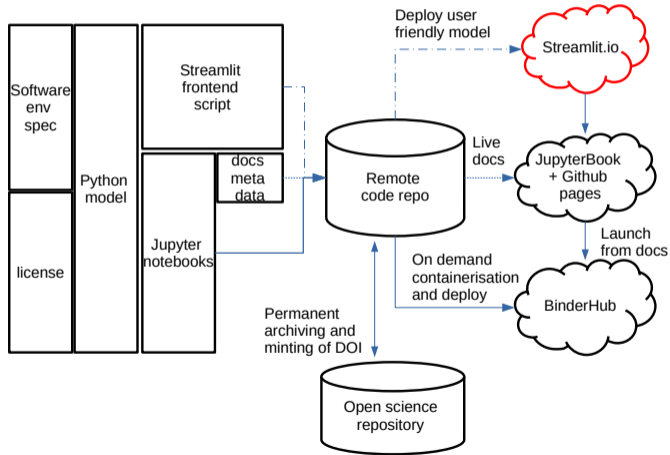 Software
env
spec
license
Python
model
Streamlit
frontend
script
docs
meta
data
Jupyter
notebooks
Remote
code repo
Deploy user
friendly model
Streamlit.io
Live
docs
JupyterBook
+ Github
pages
Launch
from docs
On demand
containerisation
and deploy
BinderHub
Permanent
archiving and
minting of DOI
Open science
repository